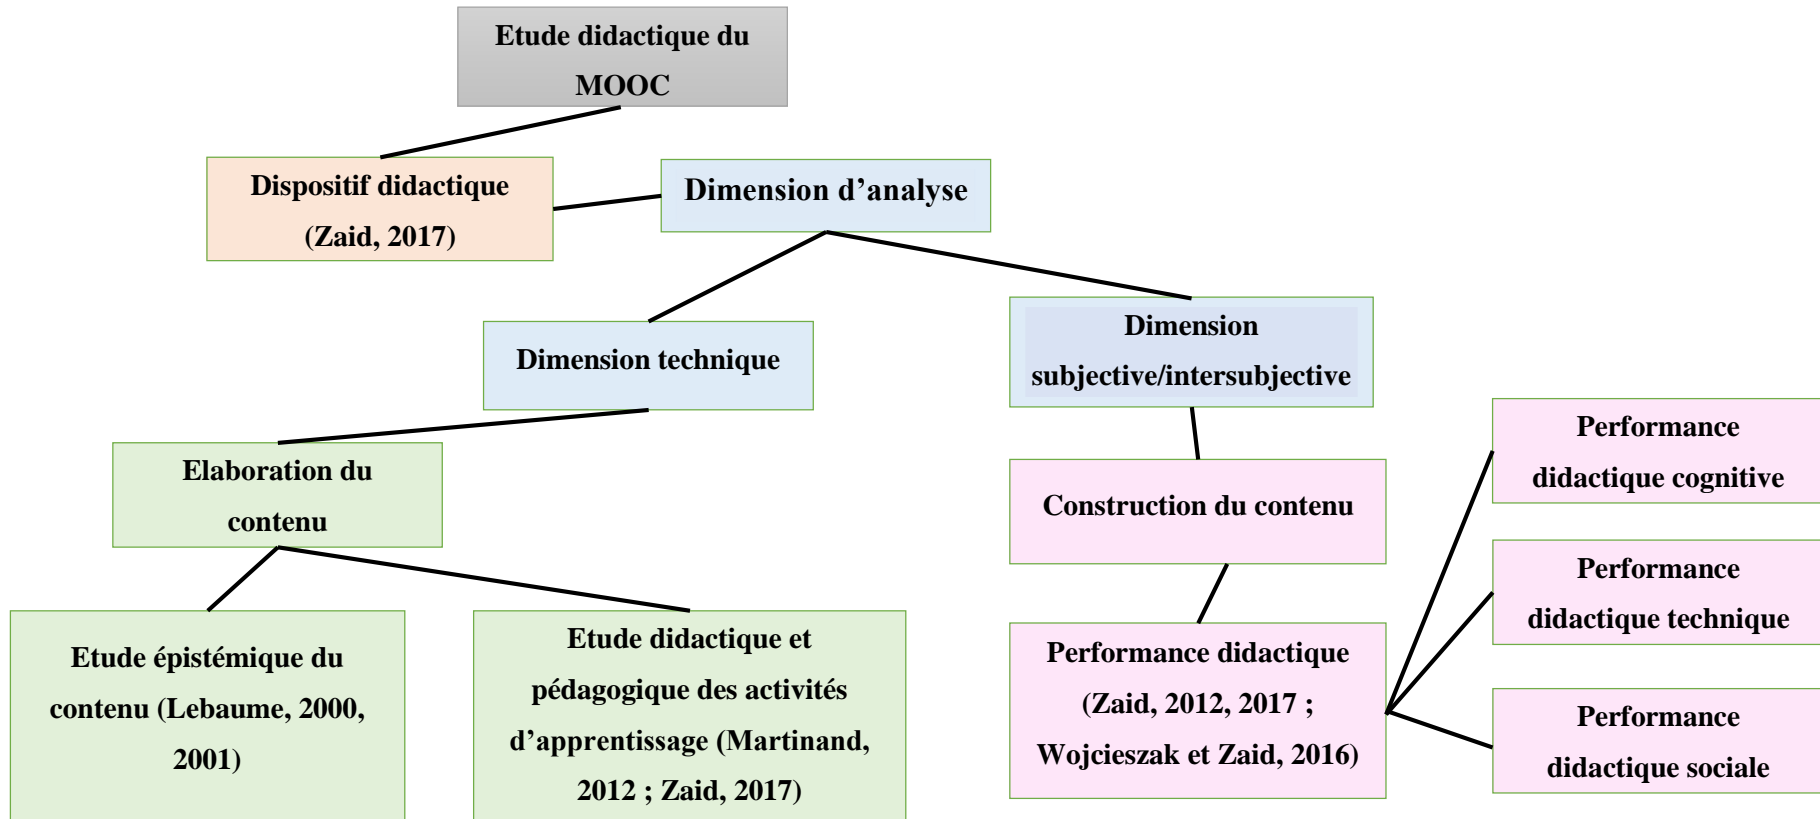 Etude didactique du
MOOC
Dispositif didactique
(Zaid, 2017)
Dimension d’analyse
Dimension technique
Dimension
subjective/intersubjective
Elaboration du
contenu
Construction du contenu
Performance
didactique cognitive
Performance
didactique technique
Performance
didactique sociale
Etude épistémique du
contenu (Lebaume, 2000,
2001)
Etude didactique et
pédagogique des activités
d’apprentissage (Martinand,
2012 ; Zaid, 2017)
Performance didactique
(Zaid, 2012, 2017 ;
Wojcieszak et Zaid, 2016)